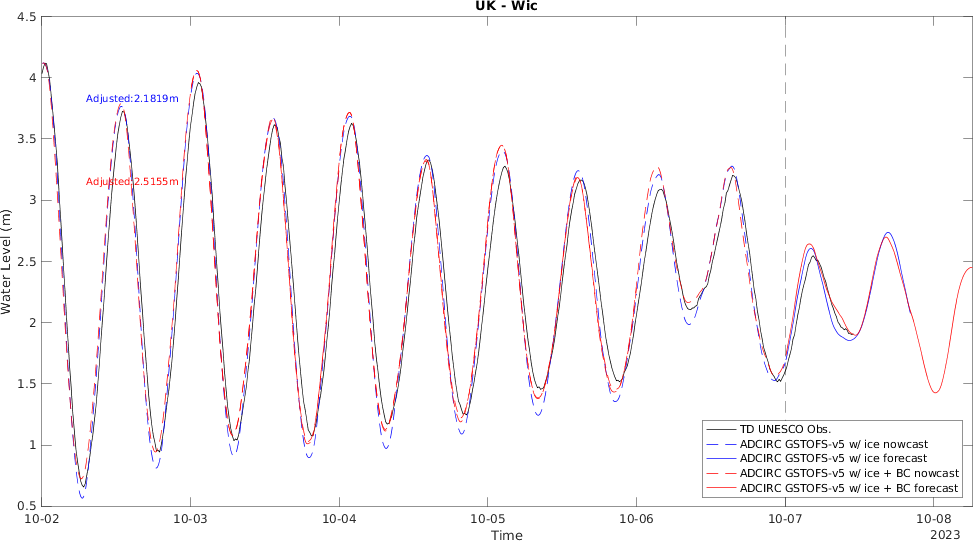 UK - Wic
4.5
4
3.5
3
2.5
2
1.5
1
0.5
Water Level (m)
Adjusted:2.1819m
Adjusted:2.5155m
TD UNESCO Obs.
ADCIRC GSTOFS-v5 w/ ice nowcast
ADCIRC GSTOFS-v5 w/ ice forecast
ADCIRC GSTOFS-v5 w/ ice + BC nowcast
ADCIRC GSTOFS-v5 w/ ice + BC forecast
10-02 10-03 10-04 10-05 10-06 10-07 10-08
Time
2023